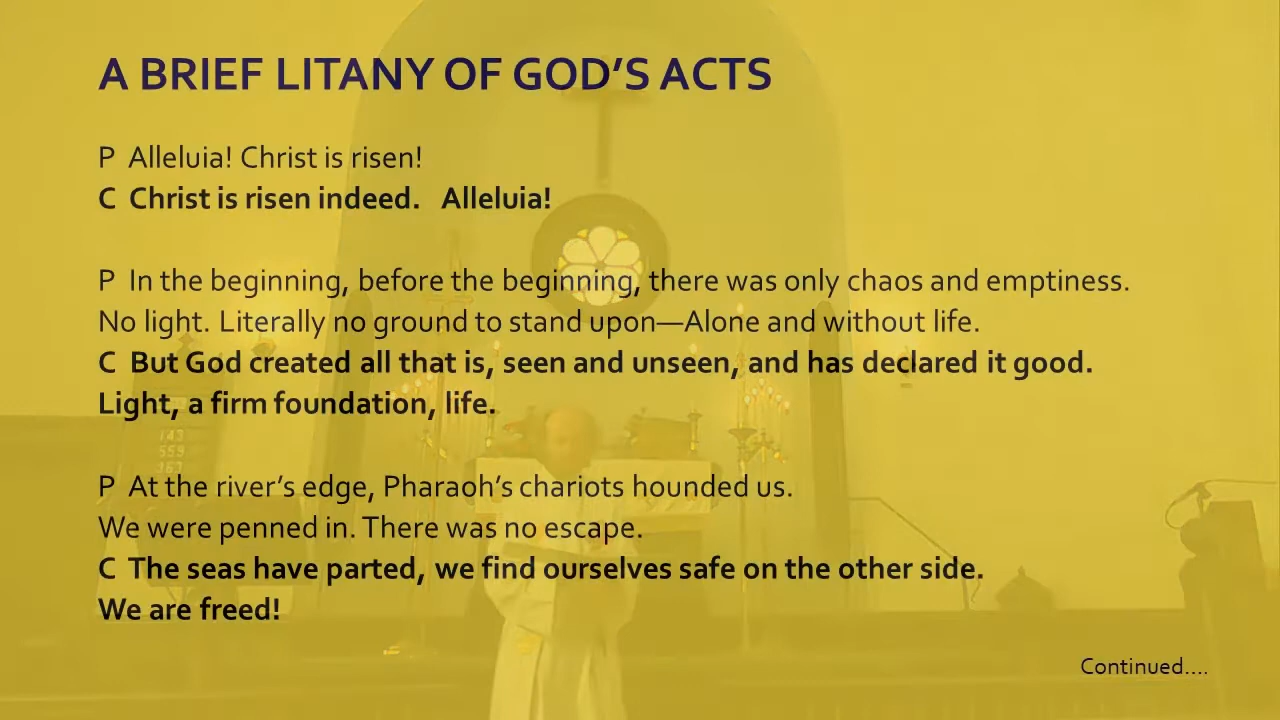 A BRIEF LITANY OF GOD’S ACTS
P Alleluia! Christ is risen!
C Christ is risen indeed. Alleluia!
P In the beginning, before the beginning, there was only chaos and emptiness.
No light. Literally no ground to stand upon—Alone and without life.
C But God created all that is, seen and unseen, and has declared it good.
Light, a firm foundation, life.
143
559
363
P At the river’s edge, Pharaoh’s chariots hounded us.
We were penned in. There was no escape.
C The seas have parted, we find ourselves safe on the other side.
We are freed!
Continued....